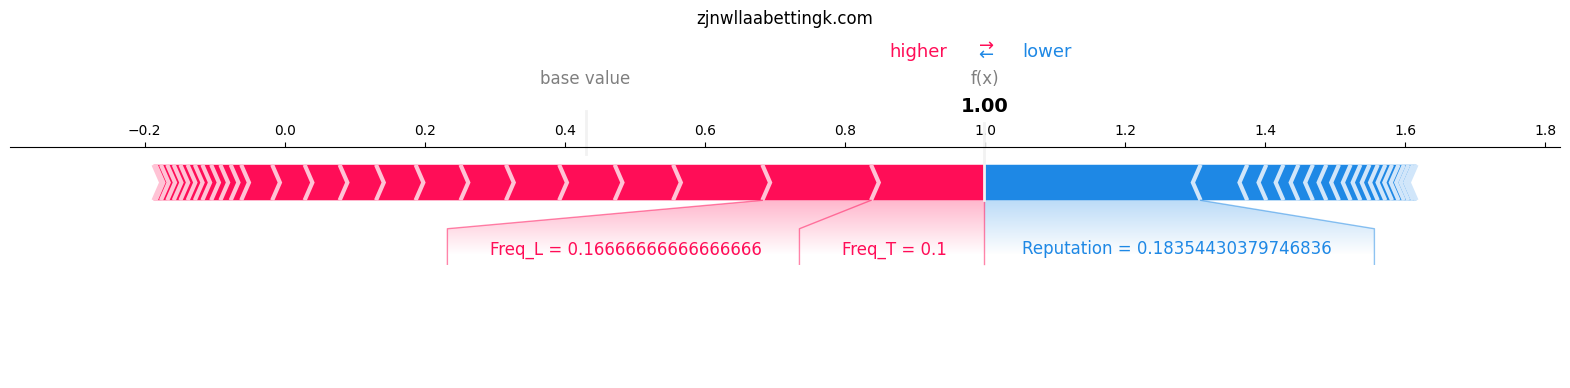 zjnwllaabettingk.com
higher ⇄ lower
base value f(x)
1.00
−0.2 0.0 0.2 0.4 0.6 0.8 1.0 1.2 1.4 1.6 1.8
Freq_L = 0.16666666666666666 Freq_T = 0.1 Reputation = 0.18354430379746836